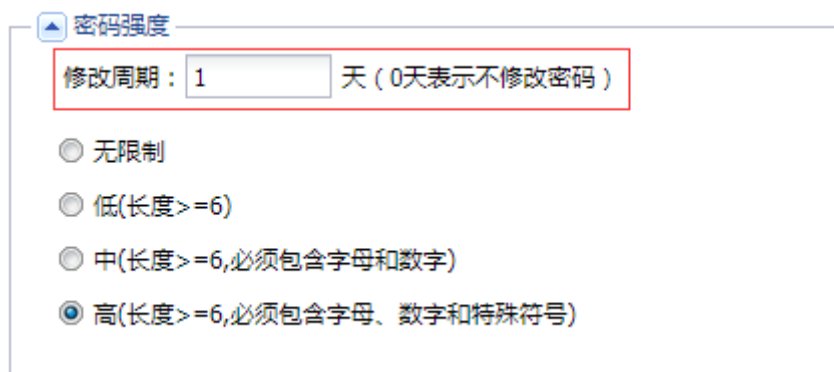 密码强度
修改周期：1 天（0天表示不修改密码）
无限制
低(长度>=6)
中(长度>=6,必须包含字母和数字)
高(长度>=6,必须包含字母、数字和特殊符号)